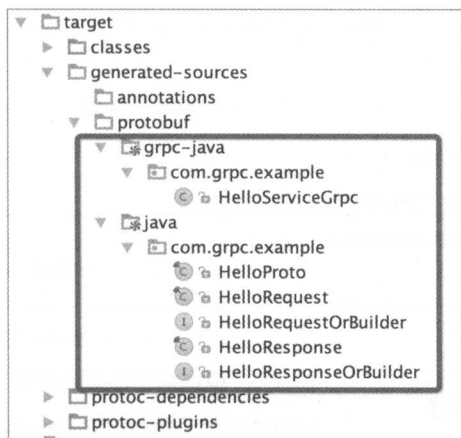 target
classes
generated-sources
annotations
protobuf
grpc-java
com.grpc.example
HelloServiceGrpc
java
com.grpc.example
HelloProto
HelloRequest
HelloRequestOrBuilder
HelloResponse
HelloResponseOrBuilder
protoc-dependencies
protoc-plugins